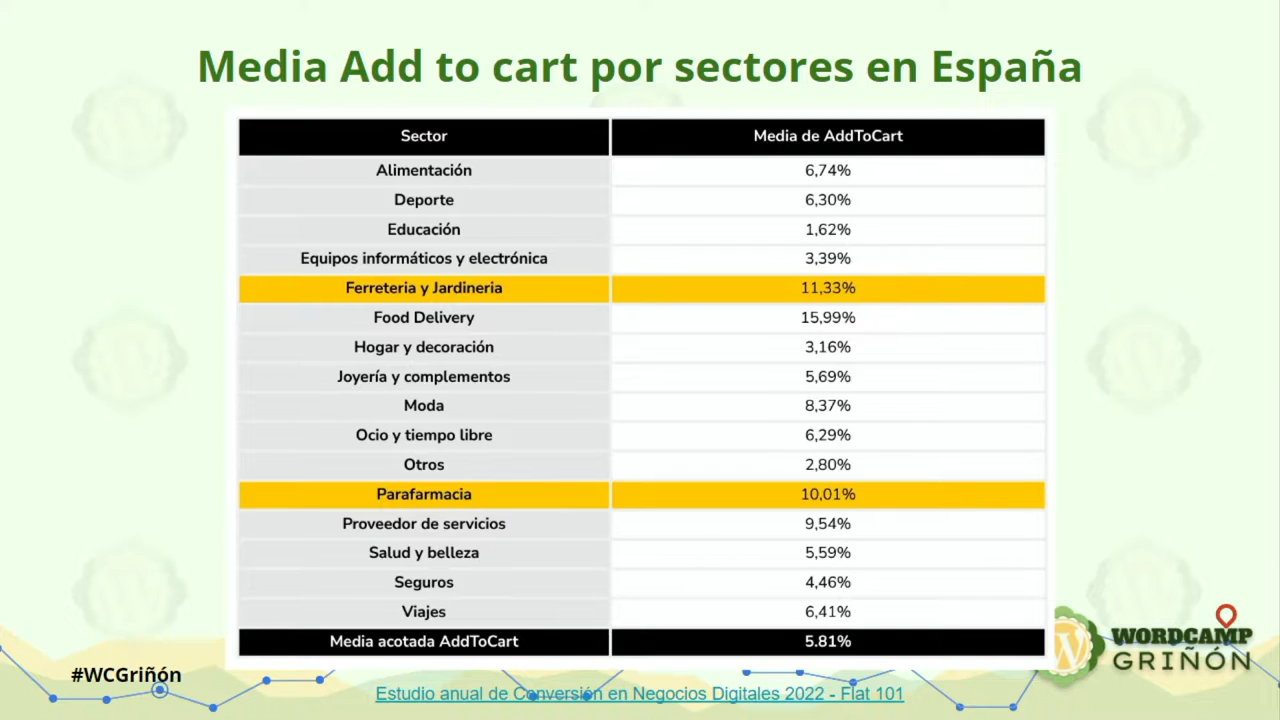 Media Add to cart por sectores en España
Sector Media de AddToCart
Alimentación 6,74%
Deporte 6,30%
Educación 1,62%
Equipos informáticos y electrónica 3,39%
Ferreteria y Jardineria 11,33%
Food Delivery 15,99%
Hogar y decoración 3,16%
Joyería y complementos 5,69%
Moda 8,37%
Ocio y tiempo libre 6,29%
Otros 2,80%
Parafarmacia 10,01%
Proveedor de servicios 9,54%
Salud y belleza 5,59%
Seguros 4,46%
Viajes 6,41%
Media acotada AddToCart 5.81%
#WCGriñón
Estudio anual de Conversión en Negocios Digitales 2022 - Flat 101
WORDCAMP
GRIÑÓN